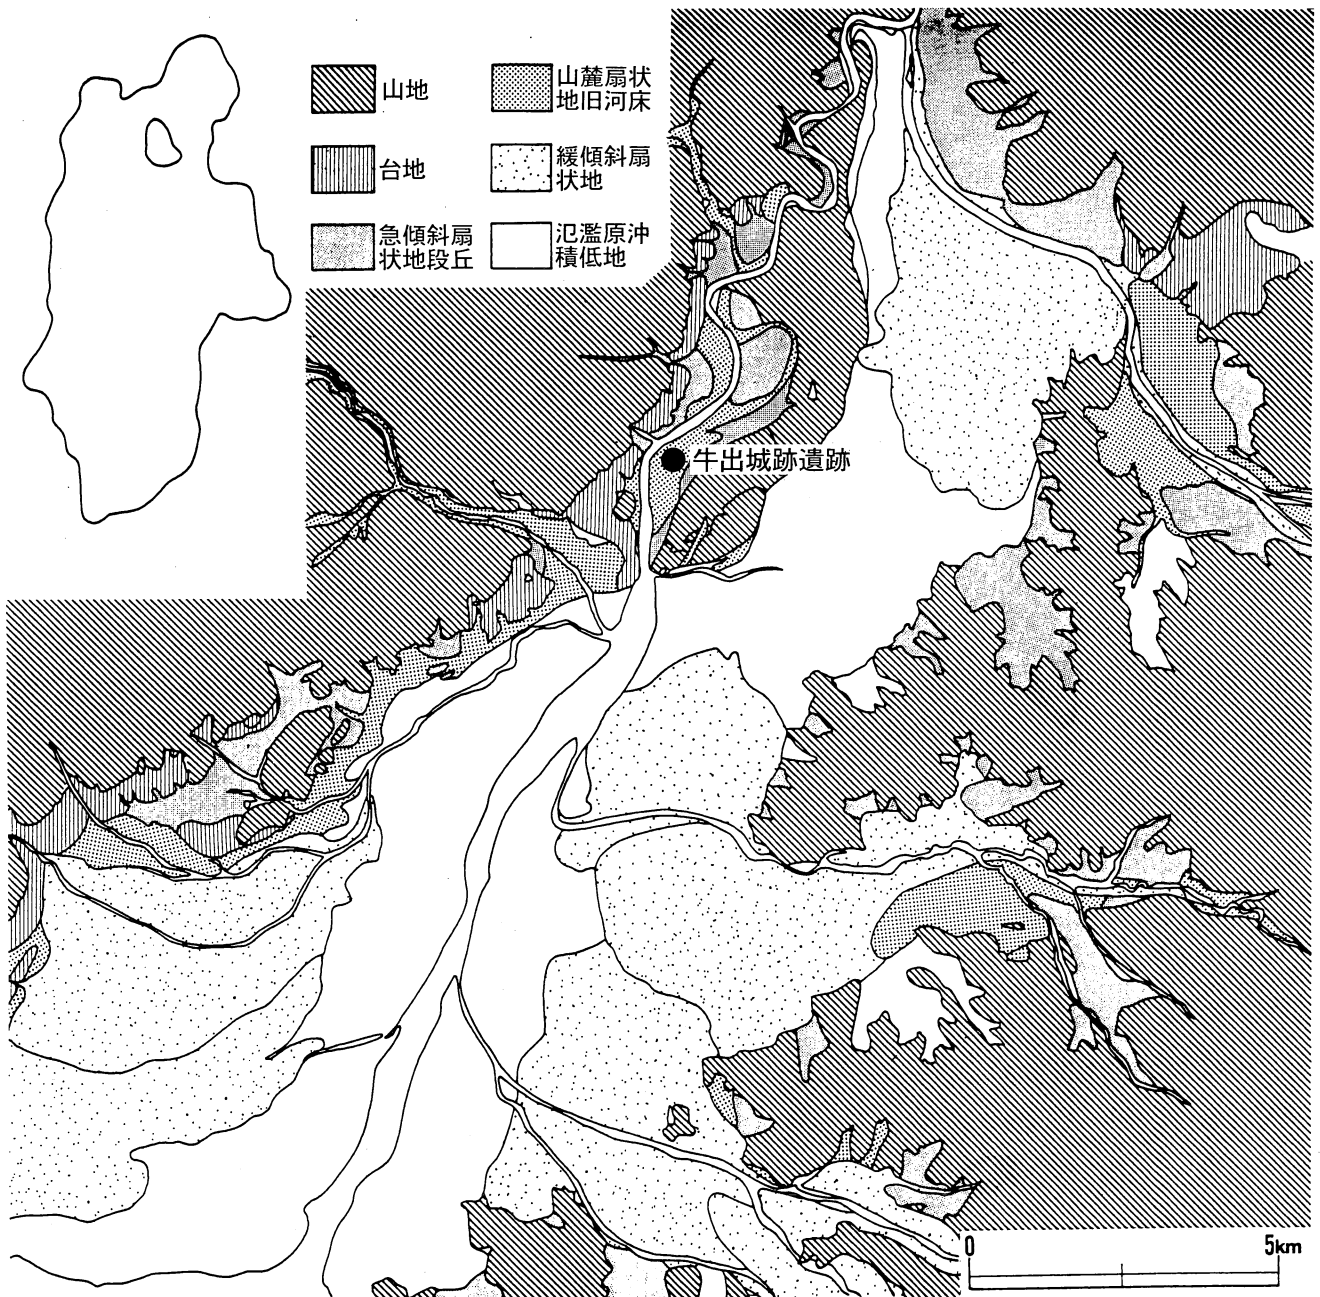 山地
台地
急傾斜扇
状地段丘
山麓扇状
地旧河床
緩傾斜扇
状地
氾濫原沖
積低地
牛出城跡遺跡
0
5km